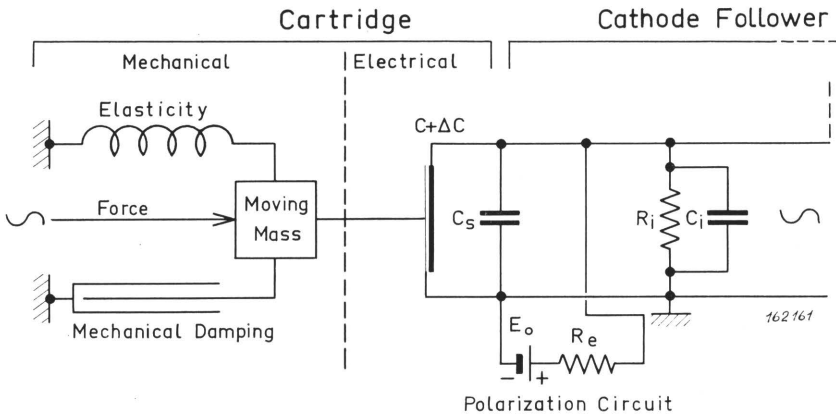 Cartridge
Cathode Follower
Mechanical
Electrical
Elasticity
C+ΔC
Force
Moving
Mass
Cs
Ri
Ci
Mechanical Damping
Eo
Re
162161
− +
Polarization Circuit